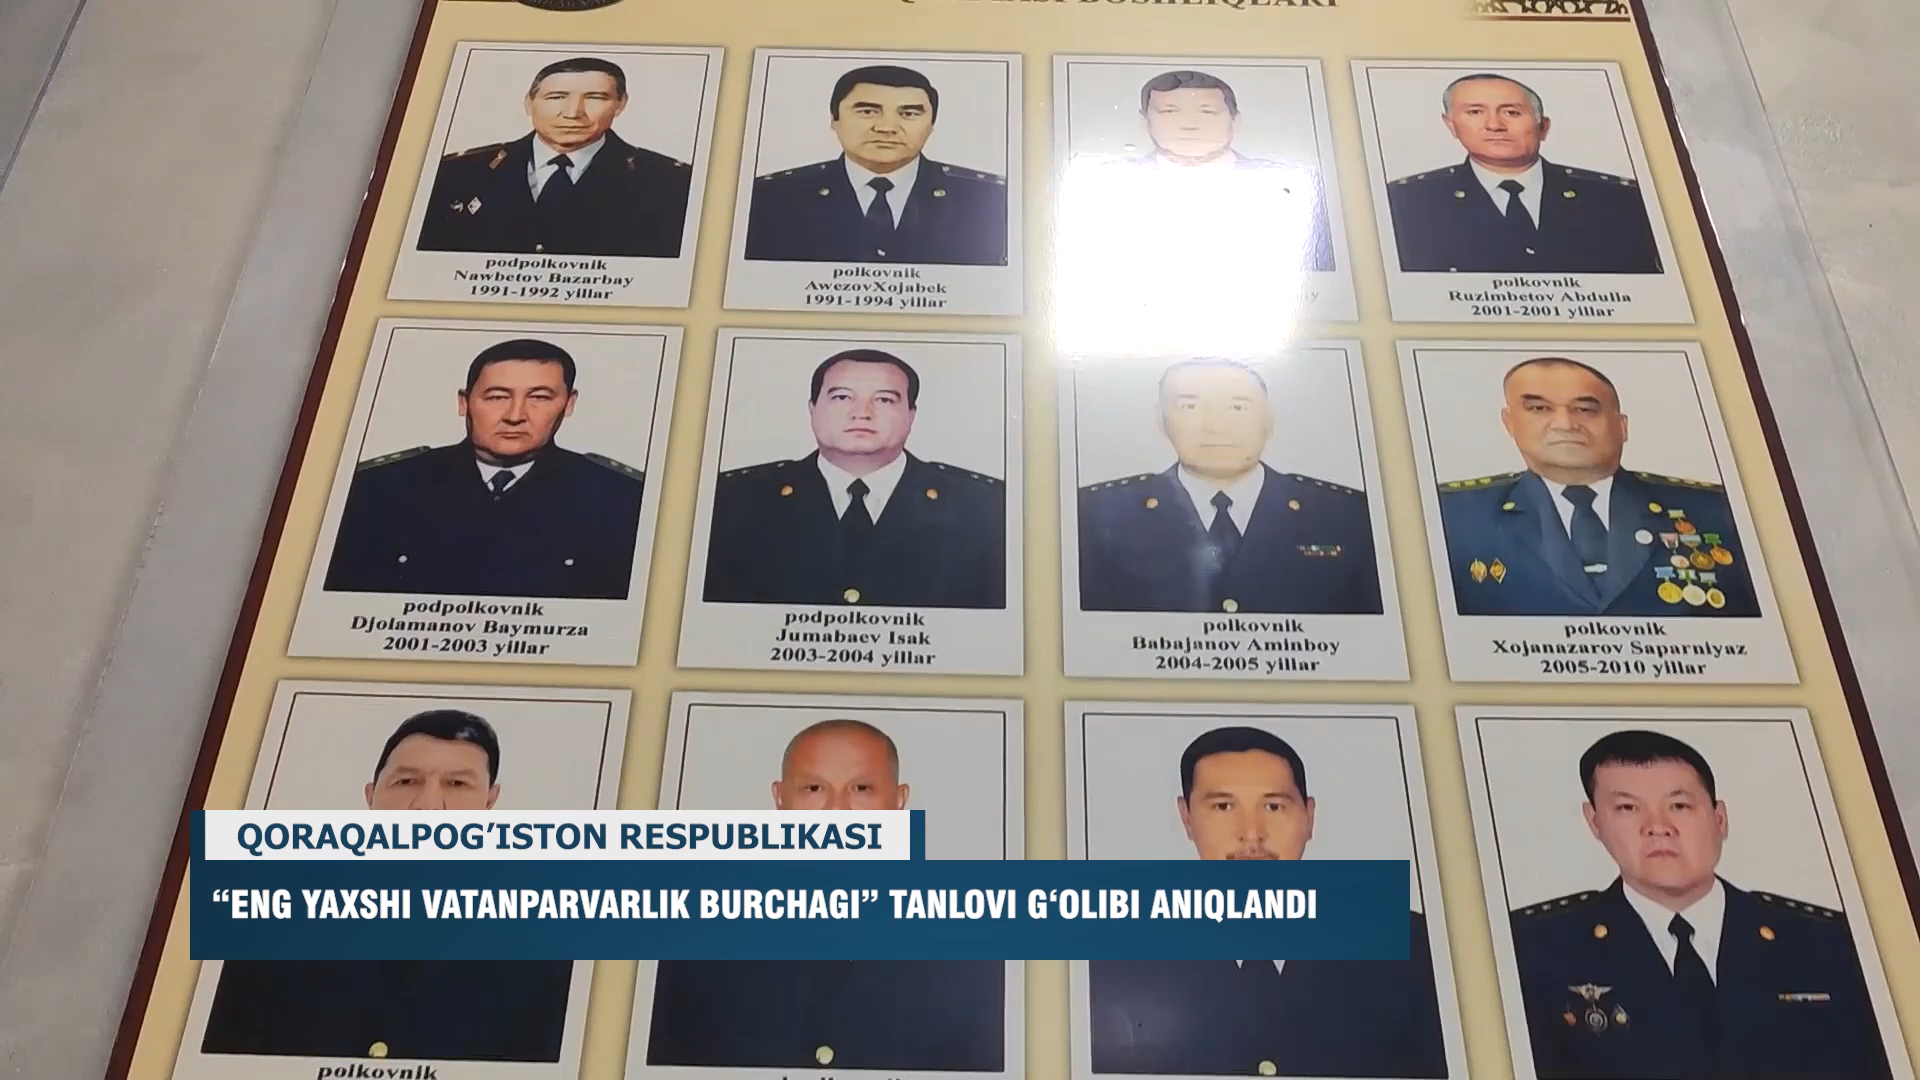 BOSHLIQLARI
podpolkovnik
Nawbetov Bazarbay
1991-1992 yillar
polkovnik
AwezovXojabek
1991-1994 yillar
polkovnik
Ruzimbetov Abdulla
2001-2001 yillar
podpolkovnik
Djolamanov Baymurza
2001-2003 yillar
podpolkovnik
Jumabaev Isak
2003-2004 yillar
polkovnik
Babajanov Aminboy
2004-2005 yillar
polkovnik
Xojanazarov Saparniyaz
2005-2010 yillar
QORAQALPOG’ISTON RESPUBLIKASI
“ENG YAXSHI VATANPARVARLIK BURCHAGI” TANLOVI G‘OLIBI ANIQLANDI
polkovnik